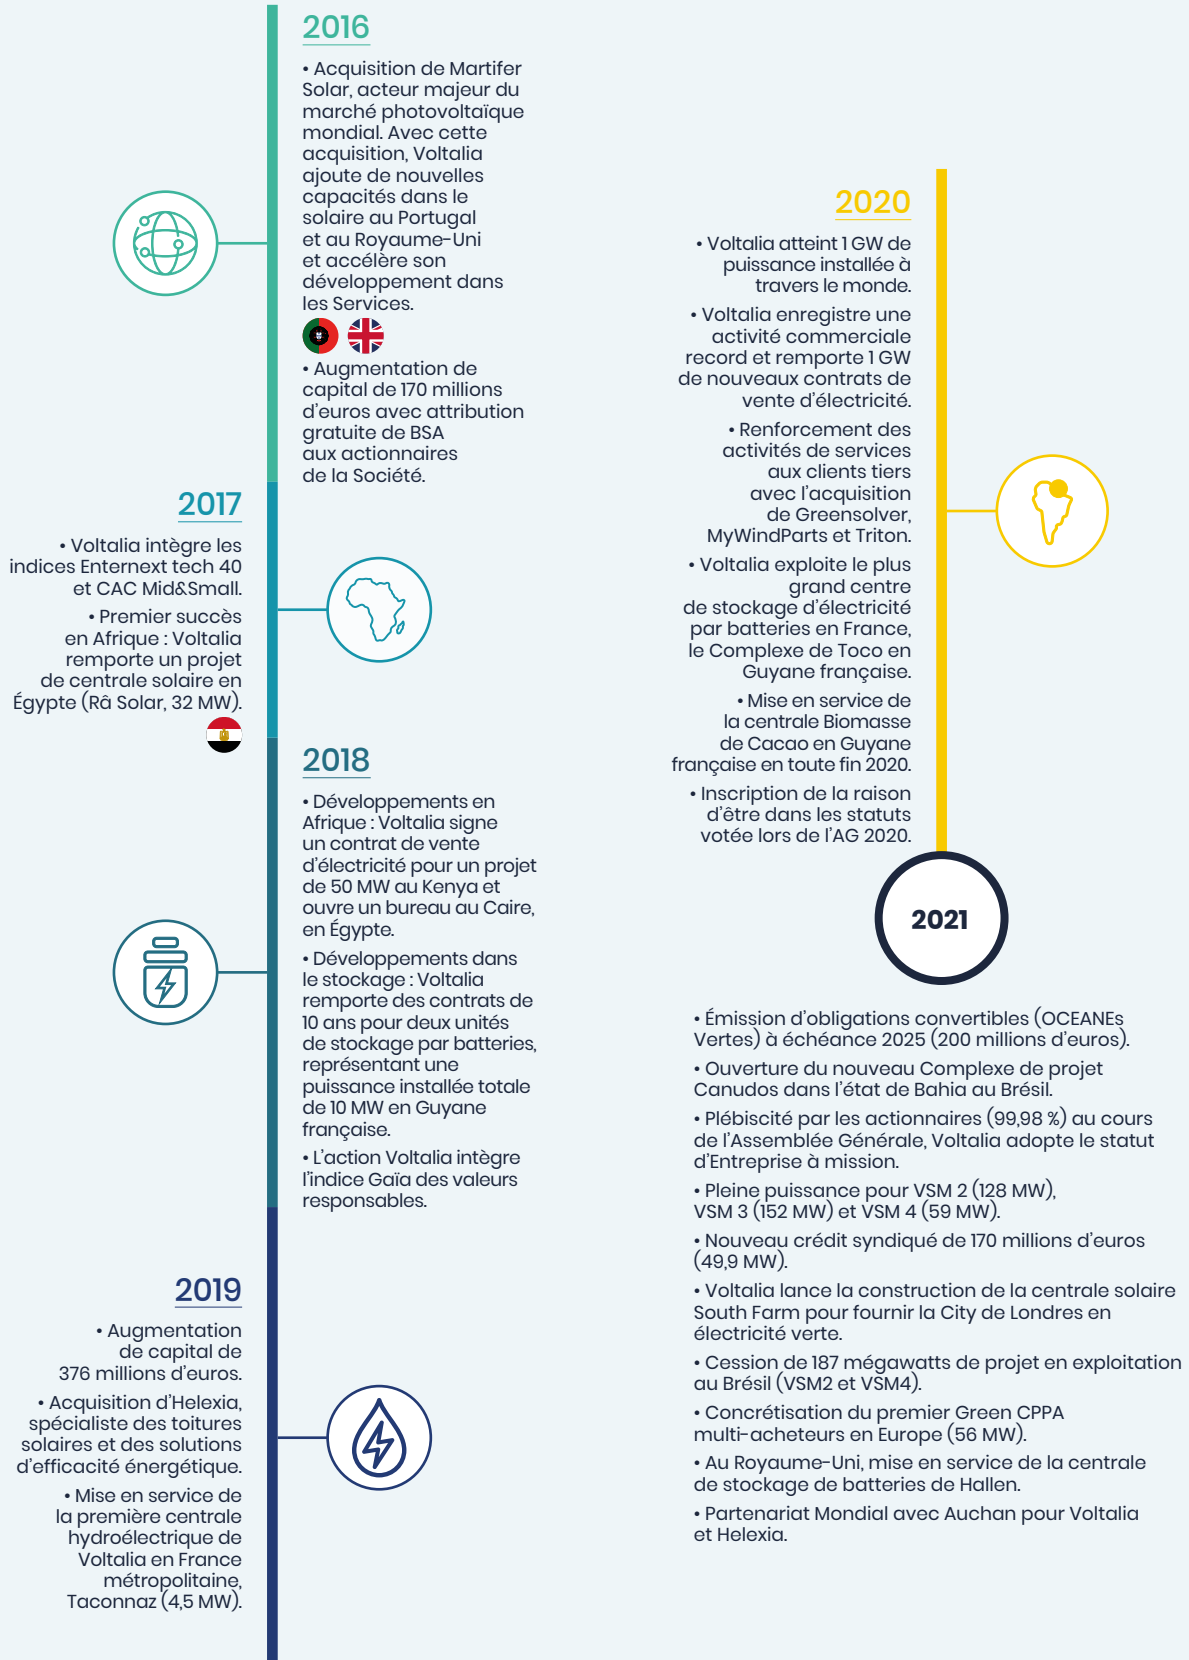 2016
• Acquisition de Martifer
Solar, acteur majeur du
marché photovoltaïque
mondial. Avec cette
acquisition, Voltalia
ajoute de nouvelles
capacités dans le
solaire au Portugal
et au Royaume-Uni
et accélère son
développement dans
les Services.
• Augmentation de
capital de 170 millions
d'euros avec attribution
gratuite de BSA
aux actionnaires
de la Société.
2017
• Voltalia intègre les
indices Enternext tech 40
et CAC Mid&Small.
• Premier succès
en Afrique : Voltalia
remporte un projet
de centrale solaire en
Égypte (Râ Solar, 32 MW).
2018
• Développements en
Afrique : Voltalia signe
un contrat de vente
d'électricité pour un projet
de 50 MW au Kenya et
ouvre un bureau au Caire,
en Égypte.
• Développements dans
le stockage : Voltalia
remporte des contrats de
10 ans pour deux unités
de stockage par batteries,
représentant une
puissance installée totale
de 10 MW en Guyane
française.
• L'action Voltalia intègre
l'indice Gaïa des valeurs
responsables.
2019
• Augmentation
de capital de
376 millions d'euros.
• Acquisition d'Helexia,
spécialiste des toitures
solaires et des solutions
d'efficacité énergétique.
• Mise en service de
la première centrale
hydroélectrique de
Voltalia en France
métropolitaine,
Taconnaz (4,5 MW).
2020
• Voltalia atteint 1 GW de
puissance installée à
travers le monde.
• Voltalia enregistre une
activité commerciale
record et remporte 1 GW
de nouveaux contrats de
vente d'électricité.
• Renforcement des
activités de services
aux clients tiers
avec l'acquisition
de Greensolver,
MyWindParts et Triton.
• Voltalia exploite le plus
grand centre
de stockage d'électricité
par batteries en France,
le Complexe de Toco en
Guyane française.
• Mise en service de
la centrale Biomasse
de Cacao en Guyane
française en toute fin 2020.
• Inscription de la raison
d'être dans les statuts
votée lors de l'AG 2020.
2021
• Émission d'obligations convertibles (OCEANEs
Vertes) à échéance 2025 (200 millions d'euros).
• Ouverture du nouveau Complexe de projet
Canudos dans l'état de Bahia au Brésil.
• Plébiscité par les actionnaires (99,98 %) au cours
de l'Assemblée Générale, Voltalia adopte le statut
d'Entreprise à mission.
• Pleine puissance pour VSM 2 (128 MW),
VSM 3 (152 MW) et VSM 4 (59 MW).
• Nouveau crédit syndiqué de 170 millions d'euros
(49,9 MW).
• Voltalia lance la construction de la centrale solaire
South Farm pour fournir la City de Londres en
électricité verte.
• Cession de 187 mégawatts de projet en exploitation
au Brésil (VSM2 et VSM4).
• Concrétisation du premier Green CPPA
multi-acheteurs en Europe (56 MW).
• Au Royaume-Uni, mise en service de la centrale
de stockage de batteries de Hallen.
• Partenariat Mondial avec Auchan pour Voltalia
et Helexia.